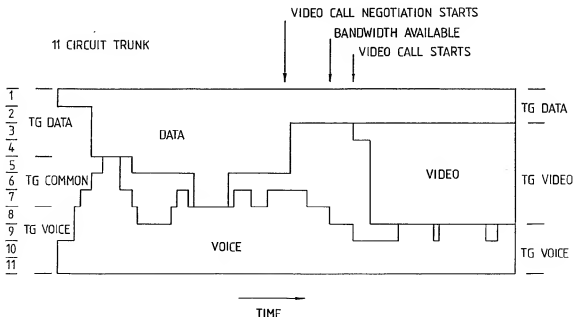 VIDEO CALL NEGOTIATION STARTS
BANDWIDTH AVAILABLE
11 CIRCUIT TRUNK
VIDEO CALL STARTS
1
2
TG DATA
3
4
5
TG COMMON
6
7
8
TG VOICE
9
10
11
DATA
VIDEO
VOICE
TG DATA
TG VIDEO
TG VOICE
TIME